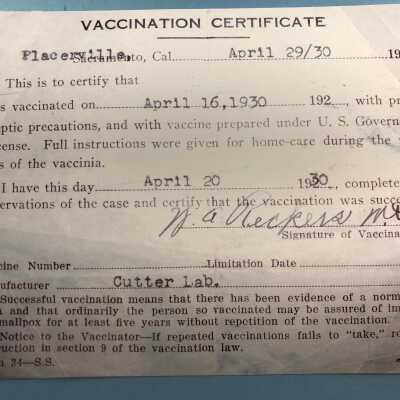 VACCINATION CERTIFICATE
Placerville, Sacramento, Cal. April 29/30 19
This is to certify that
s vaccinated on April 16,1930 192 , with pr
ptic precautions, and with vaccine prepared under U. S. Govern
cense. Full instructions were given for home-care during the
s of the vaccinia.
I have this day April 20 1930, complete
ervations of the case and certify that the vaccination was succe
W. A. Reckers M.D
Signature of Vaccina
cine Number Limitation Date
ufacturer Cutter Lab.
Successful vaccination means that there has been evidence of a norm
and that ordinarily the person so vaccinated may be assured of im
mallpox for at least five years without repetition of the vaccination.
Notice to the Vaccinator—If repeated vaccinations fails to "take," re
uction in section 9 of the vaccination law.
m 34—S.S.